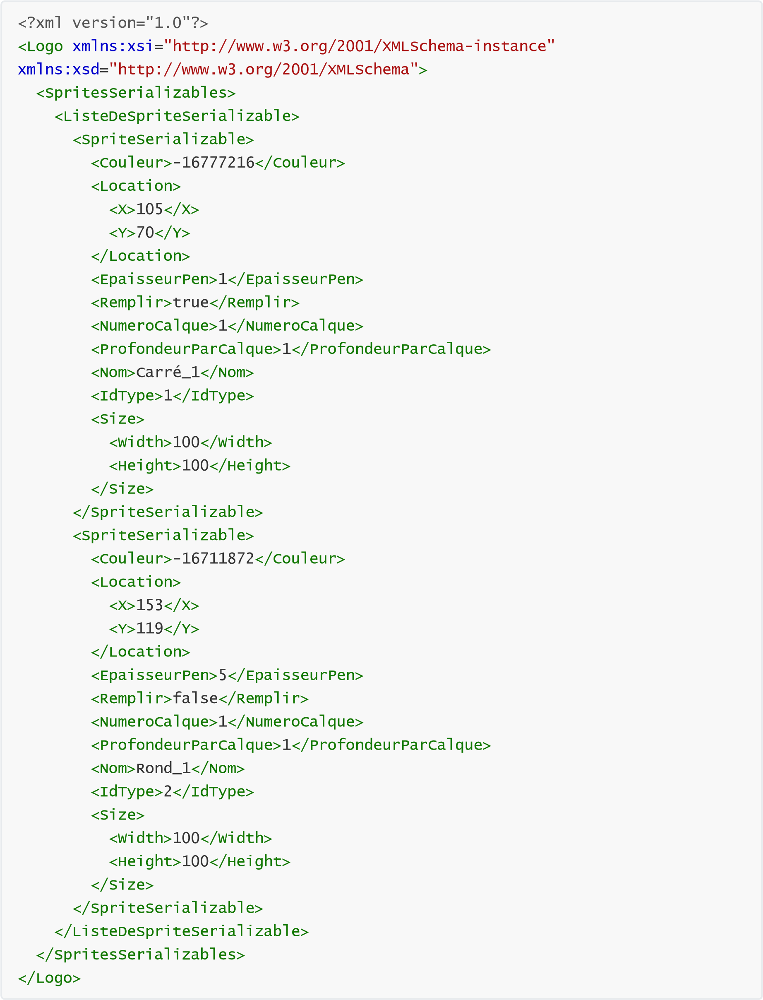 <?xml version="1.0"?>
<Logo xmlns:xsi="http://www.w3.org/2001/XMLSchema-instance"
xmlns:xsd="http://www.w3.org/2001/XMLSchema">
  <SpritesSerializables>
    <ListeDeSpriteSerializable>
      <SpriteSerializable>
        <Couleur>-16777216</Couleur>
        <Location>
          <X>105</X>
          <Y>70</Y>
        </Location>
        <EpaisseurPen>1</EpaisseurPen>
        <Remplir>true</Remplir>
        <NumeroCalque>1</NumeroCalque>
        <ProfondeurParCalque>1</ProfondeurParCalque>
        <Nom>Carré_1</Nom>
        <IdType>1</IdType>
        <Size>
          <Width>100</Width>
          <Height>100</Height>
        </Size>
      </SpriteSerializable>
      <SpriteSerializable>
        <Couleur>-16711872</Couleur>
        <Location>
          <X>153</X>
          <Y>119</Y>
        </Location>
        <EpaisseurPen>5</EpaisseurPen>
        <Remplir>false</Remplir>
        <NumeroCalque>1</NumeroCalque>
        <ProfondeurParCalque>1</ProfondeurParCalque>
        <Nom>Rond_1</Nom>
        <IdType>2</IdType>
        <Size>
          <Width>100</Width>
          <Height>100</Height>
        </Size>
      </SpriteSerializable>
    </ListeDeSpriteSerializable>
  </SpritesSerializables>
</Logo>